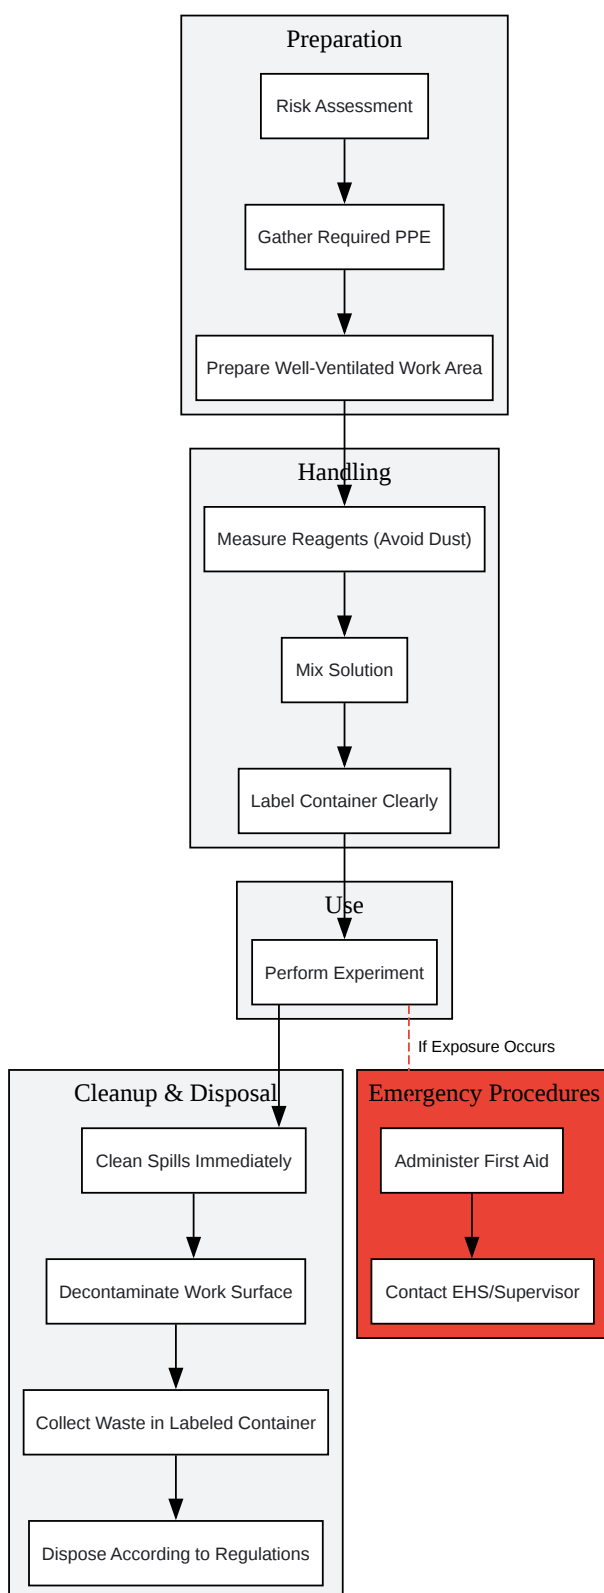 Preparation
Risk Assessment
Gather Required PPE
Prepare Well-Ventilated Work Area
Handling
Measure Reagents (Avoid Dust)
Mix Solution
Label Container Clearly
Use
Perform Experiment
If Exposure Occurs
Cleanup & Disposal
Clean Spills Immediately
Decontaminate Work Surface
Collect Waste in Labeled Container
Dispose According to Regulations
Emergency Procedures
Administer First Aid
Contact EHS/Supervisor